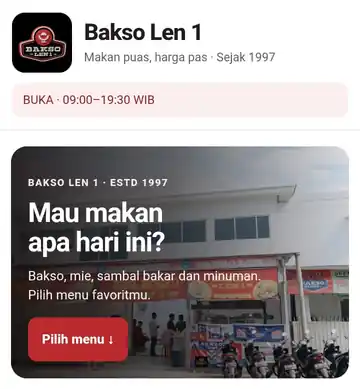 BAKSO
LEN 1
Bakso Len 1
Makan puas, harga pas · Sejak 1997
BUKA · 09:00–19:30 WIB
BAKSO LEN 1 · ESTD 1997
Mau makan
apa hari ini?
Bakso, mie, sambal bakar dan minuman.
Pilih menu favoritmu.
Pilih menu ↓